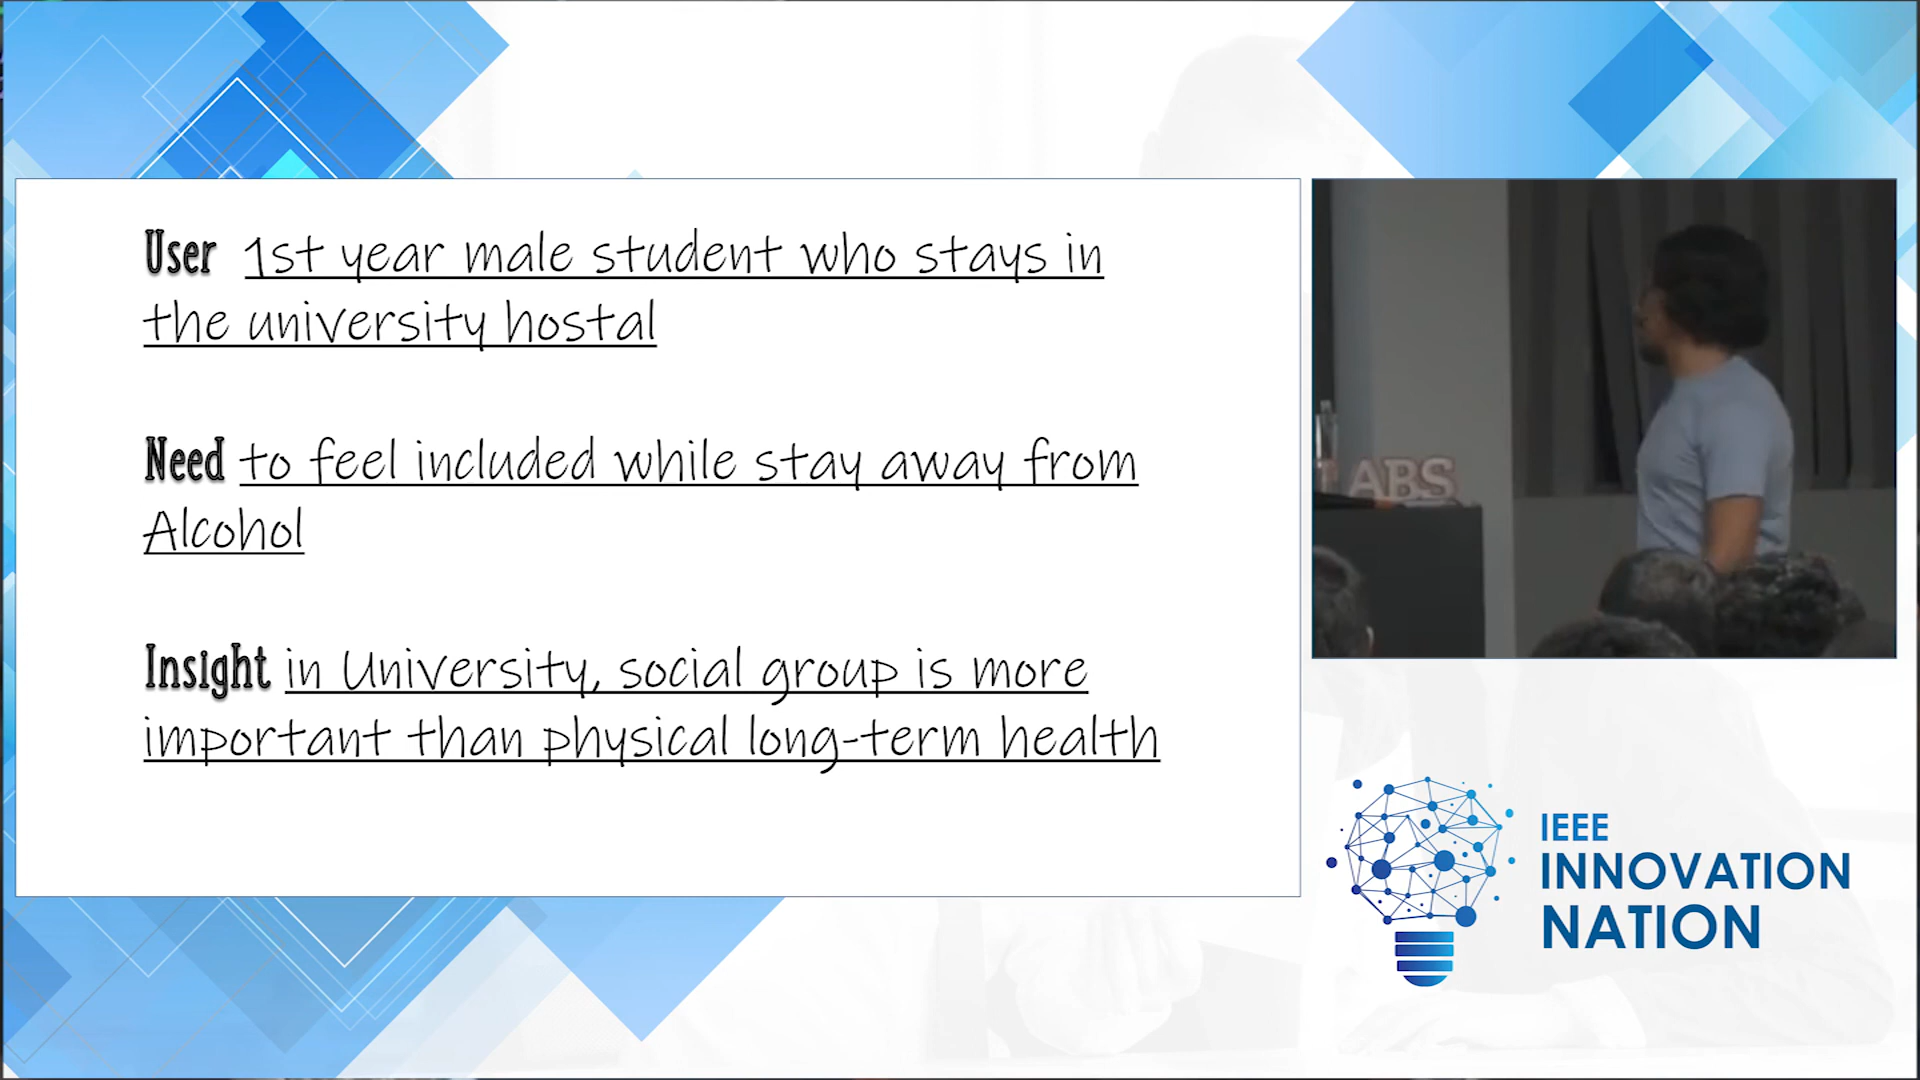 User 1st year male student who stays in
the university hostal
Need to feel included while stay away from
Alcohol
Insight in University, social group is more
important than physical long-term health
ABS
IEEE
INNOVATION
NATION